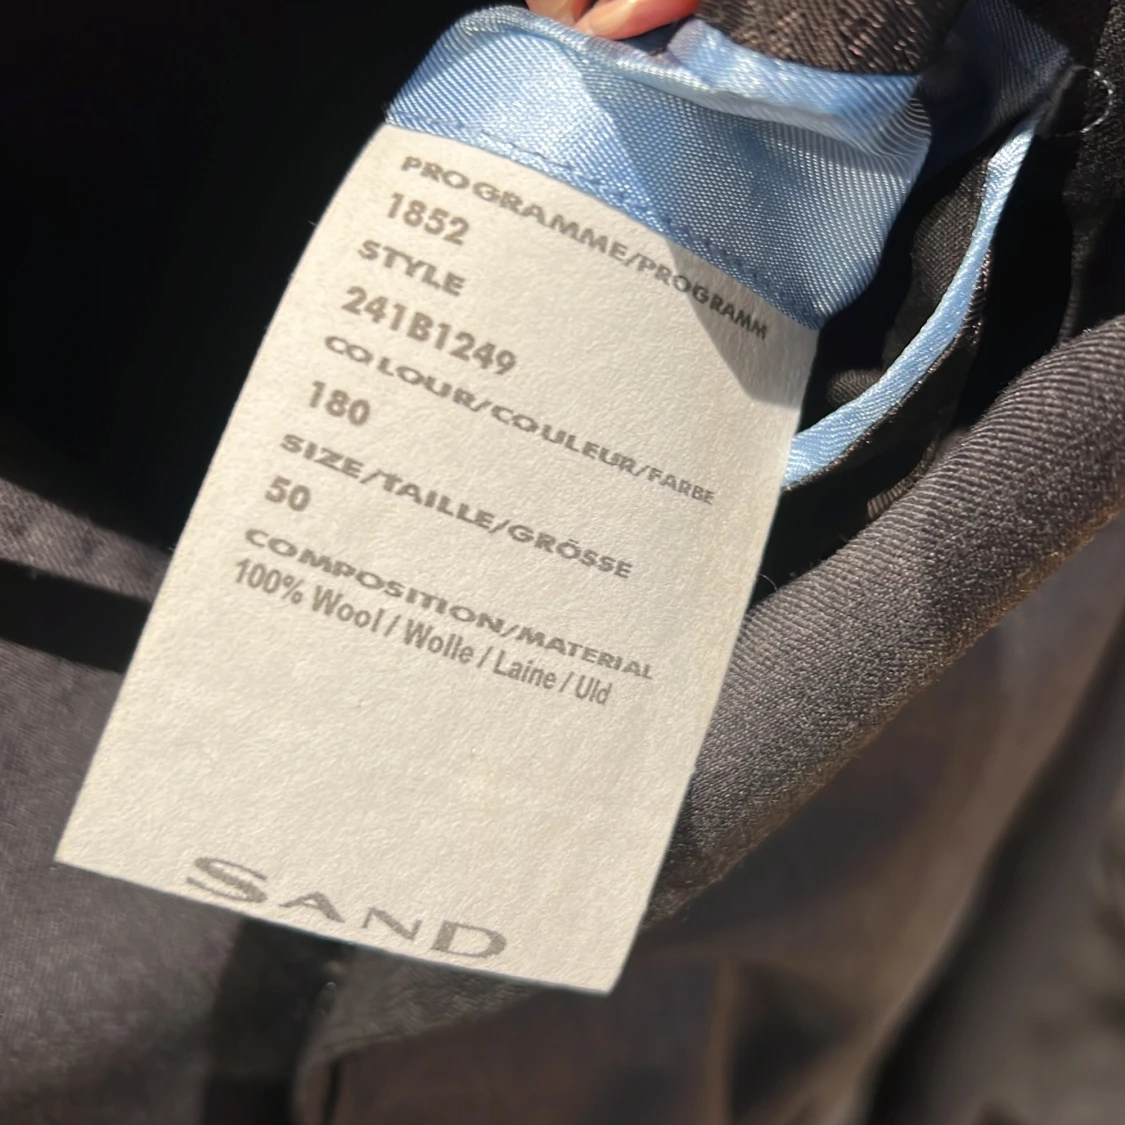 PROGRAMME/PROGRAMM
1852
STYLE
241B1249
COLOUR/COULEUR/FARBE
180
SIZE/TAILLE/GRÖSSE
50
COMPOSITION/MATERIAL
100% Wool / Wolle / Laine / Uld
SAND